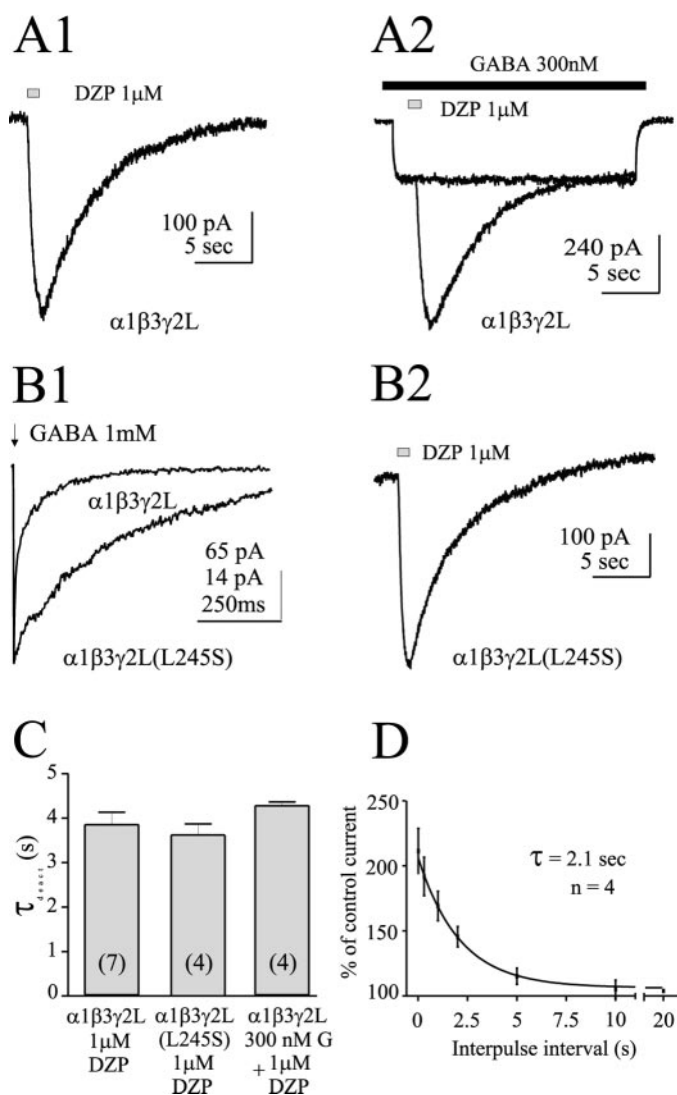 A1
A2
GABA 300nM
DZP 1μM
DZP 1μM
100 pA
5 sec
240 pA
5 sec
α1β3γ2L
α1β3γ2L
B1
B2
GABA 1mM
DZP 1μM
α1β3γ2L
65 pA
14 pA
250ms
100 pA
5 sec
α1β3γ2L(L245S)
α1β3γ2L(L245S)
C
τdeact (s)
5
4
3
2
1
0
(7)
(4)
(4)
α1β3γ2L
1μM
DZP
α1β3γ2L
(L245S)
1μM
DZP
α1β3γ2L
300 nM G
+1μM
DZP
D
% of control current
250
200
150
100
τ = 2.1 sec
n = 4
0 2.5 5.0 7.5 10 20
Interpulse interval (s)